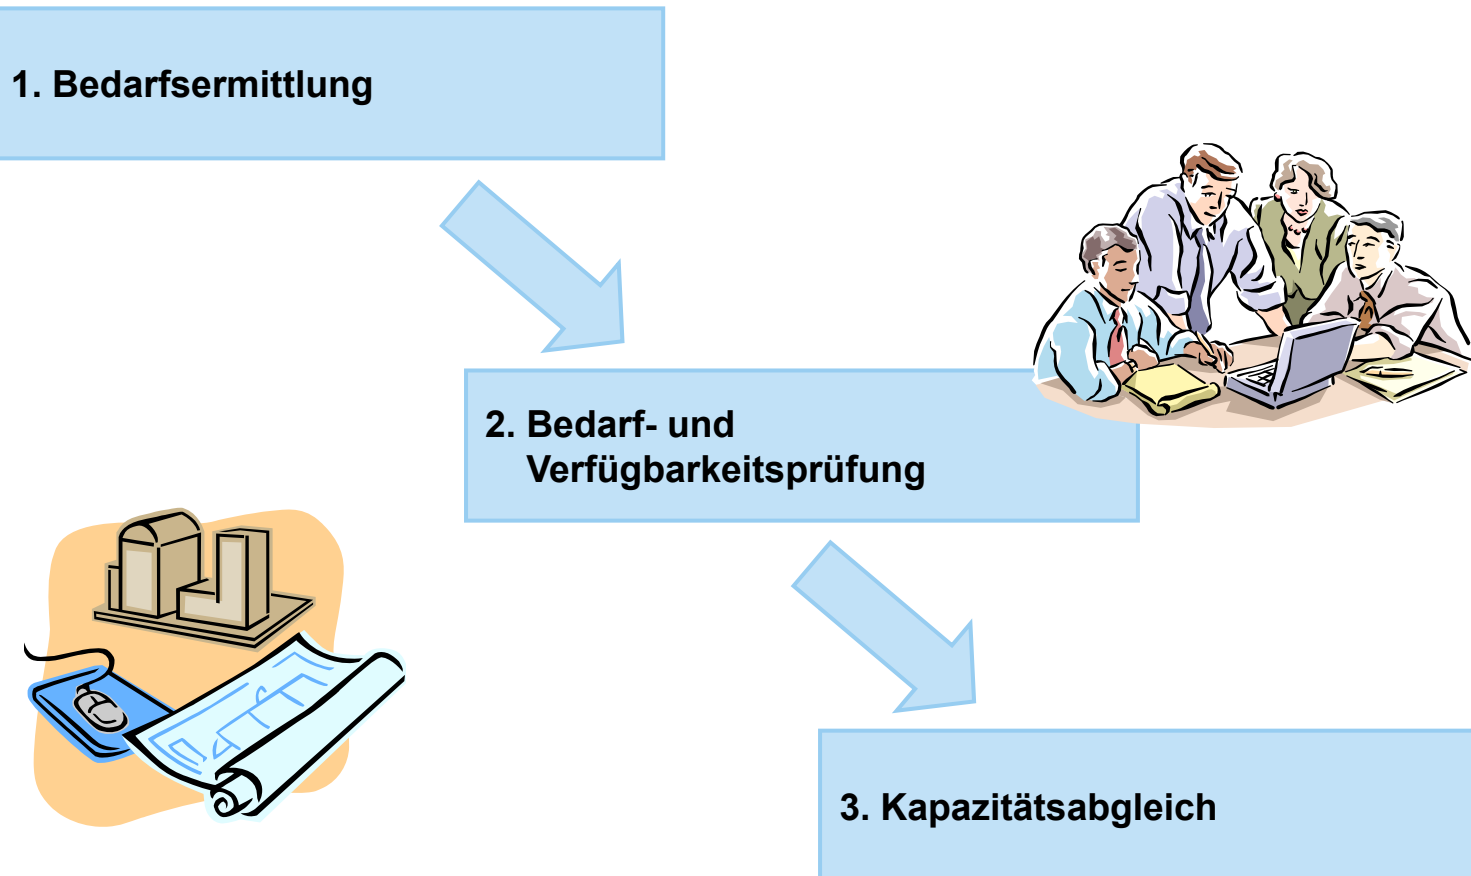 1. Bedarfsermittlung
2. Bedarf- und
Verfügbarkeitsprüfung
3. Kapazitätsabgleich